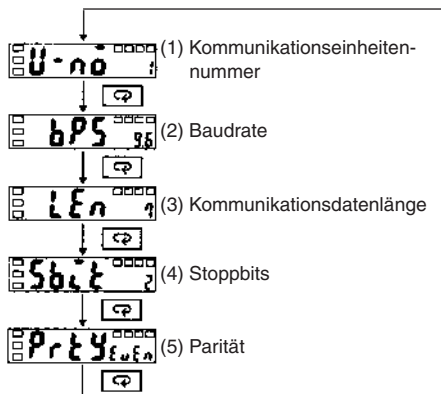 U-no 1 (1) Kommunikationseinheiten-
nummer
bPS 9.6 (2) Baudrate
LEn 7 (3) Kommunikationsdatenlänge
Sbit 2 (4) Stoppbits
PrtY EuEn (5) Parität